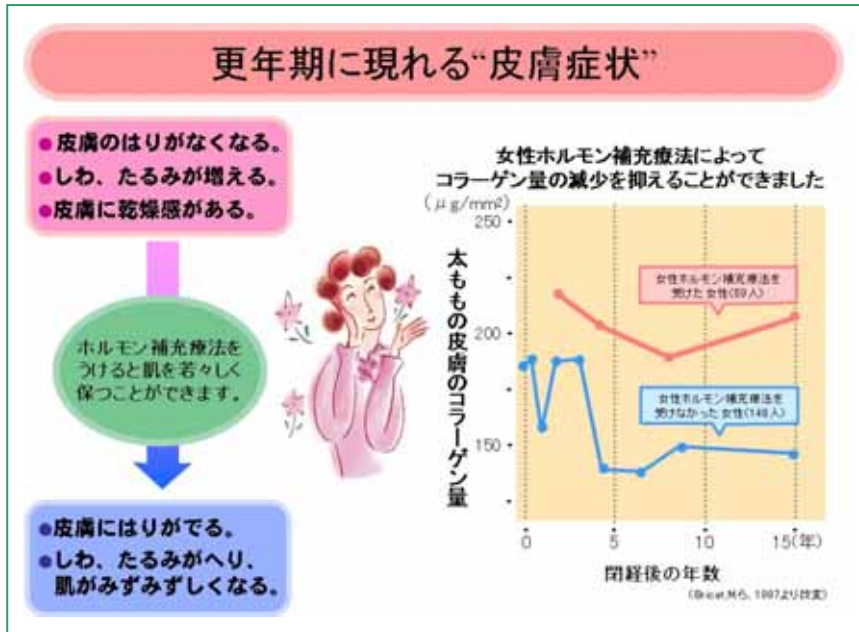 更年期に現れる“皮膚症状”
●皮膚のはりがなくなる。
●しわ、たるみが増える。
●皮膚に乾燥感がある。
ホルモン補充療法を
うけると肌を若々しく
保つことができます。
●皮膚にはりがでる。
●しわ、たるみがへり、
肌がみずみずしくなる。
女性ホルモン補充療法によって
コラーゲン量の減少を抑えることができました
(μg/mm²)
250
200
150
太ももの皮膚のコラーゲン量
女性ホルモン補充療法を
受けた女性(59人)
女性ホルモン補充療法を
受けなかった女性(148人)
0
5
10
15(年)
閉経後の年数
1997より改変)